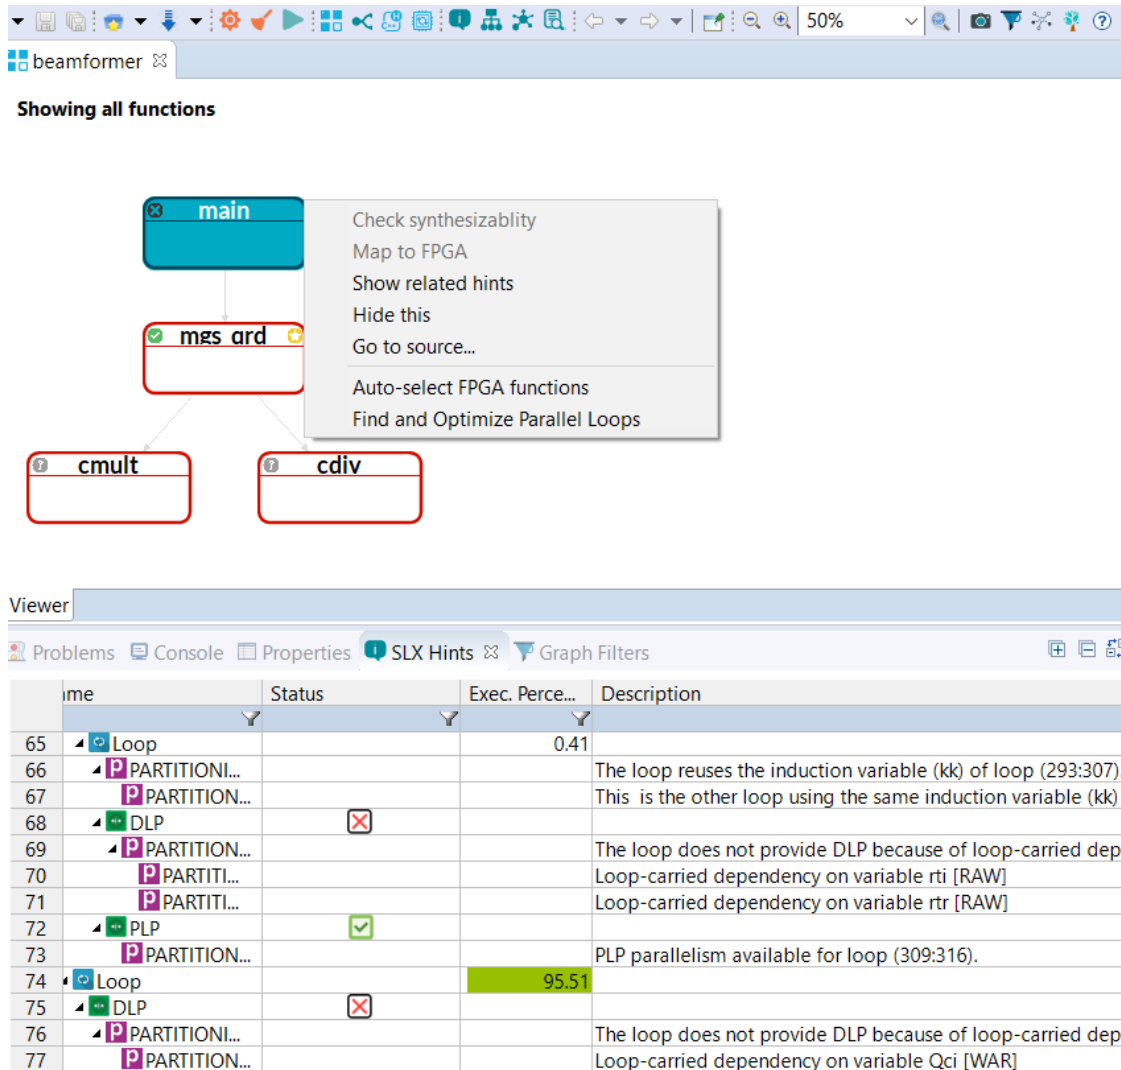 50%
beamformer
Showing all functions
main
Check synthesizablity
Map to FPGA
Show related hints
Hide this
Go to source...
Auto-select FPGA functions
Find and Optimize Parallel Loops
mgs_qrd
cmult
cdiv
Viewer
Problems Console Properties SLX Hints Graph Filters
me Status Exec. Perce... Description
65 Loop 0.41
66 P PARTITIONI... The loop reuses the induction variable (kk) of loop (293:307)
67 P PARTITION... This is the other loop using the same induction variable (kk)
68 DLP
69 P PARTITION... The loop does not provide DLP because of loop-carried dep
70 P PARTITI... Loop-carried dependency on variable rti [RAW]
71 P PARTITI... Loop-carried dependency on variable rtr [RAW]
72 PLP
73 P PARTITION... PLP parallelism available for loop (309:316).
74 Loop 95.51
75 DLP
76 P PARTITIONI... The loop does not provide DLP because of loop-carried dep
77 P PARTITION... Loop-carried dependency on variable Qci [WAR]